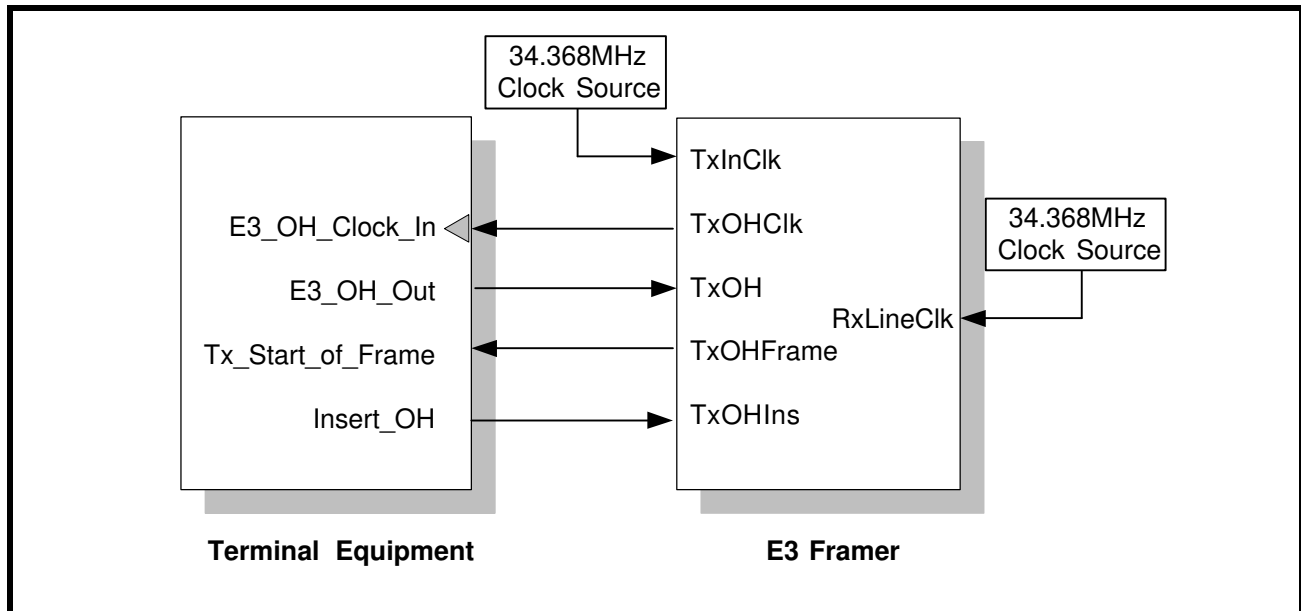 34.368MHz
Clock Source
TxInClk
E3_OH_Clock_In
TxOHClk
34.368MHz
Clock Source
E3_OH_Out
TxOH
RxLineClk
Tx_Start_of_Frame
TxOHFrame
Insert_OH
TxOHIns
Terminal Equipment
E3 Framer